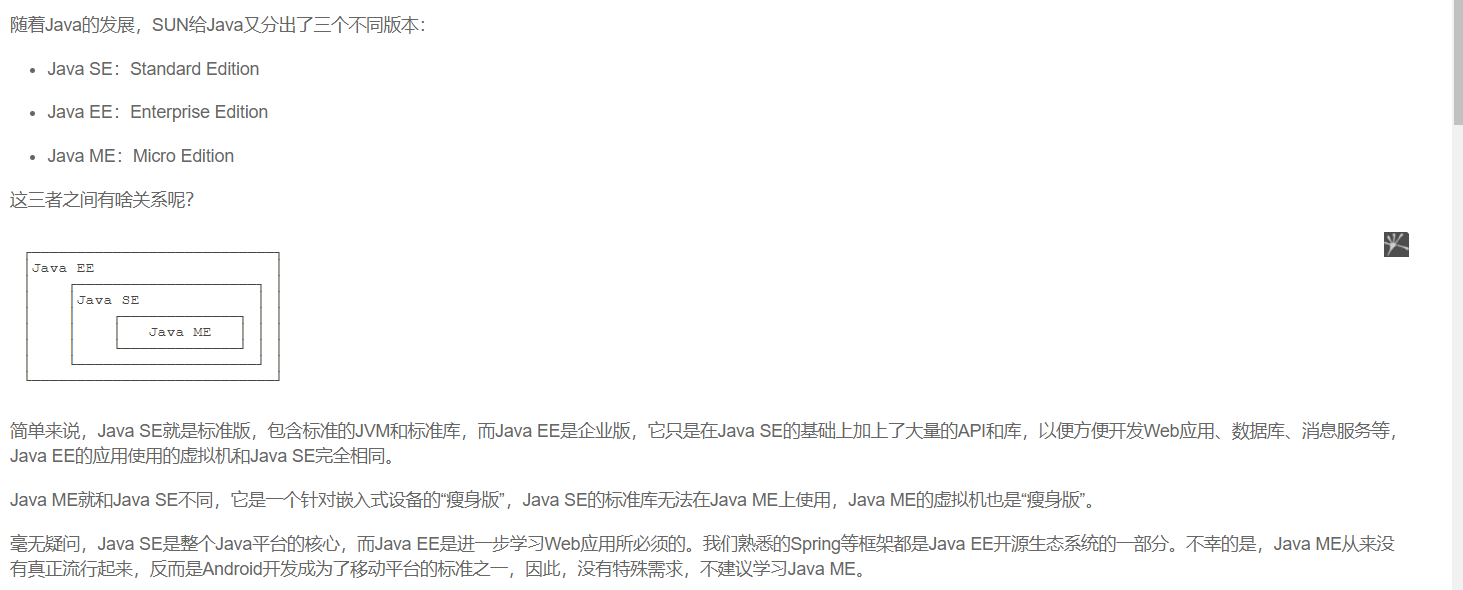 随着Java的发展，SUN给Java又分出了三个不同版本：
• Java SE：Standard Edition
• Java EE：Enterprise Edition
• Java ME：Micro Edition
这三者之间有啥关系呢？
Java EE
Java SE
Java ME
简单来说，Java SE就是标准版，包含标准的JVM和标准库，而Java EE是企业版，它只是在Java SE的基础上加上了大量的API和库，以便方便开发Web应用、数据库、消息服务等，
Java EE的应用使用的虚拟机和Java SE完全相同。
Java ME就和Java SE不同，它是一个针对嵌入式设备的“瘦身版”，Java SE的标准库无法在Java ME上使用，Java ME的虚拟机也是“瘦身版”。
毫无疑问，Java SE是整个Java平台的核心，而Java EE是进一步学习Web应用所必须的。我们熟悉的Spring等框架都是Java EE开源生态系统的一部分。不幸的是，Java ME从来没
有真正流行起来，反而是Android开发成为了移动平台的标准之一，因此，没有特殊需求，不建议学习Java ME。